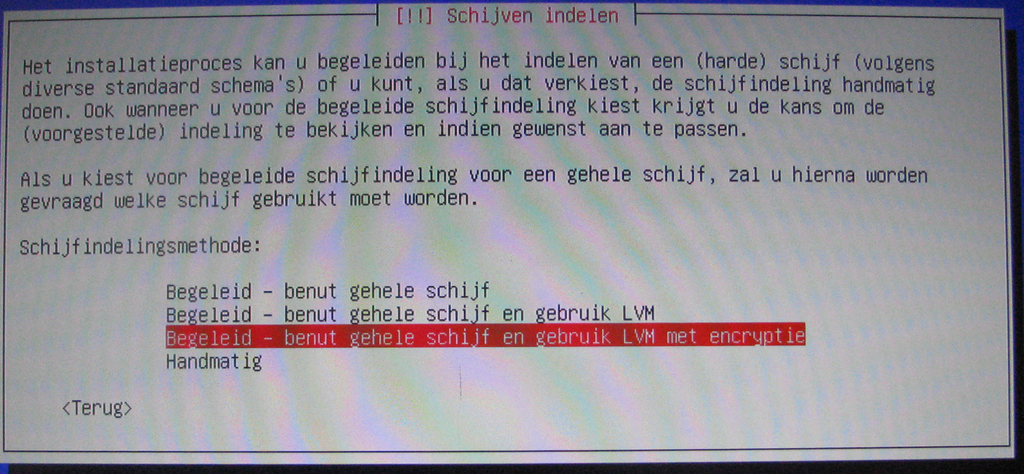 [!!] Schijven indelen
Het installatieproces kan u begeleiden bij het indelen van een (harde) schijf (volgens
diverse standaard schema's) of u kunt, als u dat verkiest, de schijfindeling handmatig
doen. Ook wanneer u voor de begeleide schijfindeling kiest krijgt u de kans om de
(voorgestelde) indeling te bekijken en indien gewenst aan te passen.
Als u kiest voor begeleide schijfindeling voor een gehele schijf, zal u hierna worden
gevraagd welke schijf gebruikt moet worden.
Schijfindelingsmethode:
Begeleid - benut gehele schijf
Begeleid - benut gehele schijf en gebruik LVM
Begeleid - benut gehele schijf en gebruik LVM met encryptie
Handmatig
<Terug>